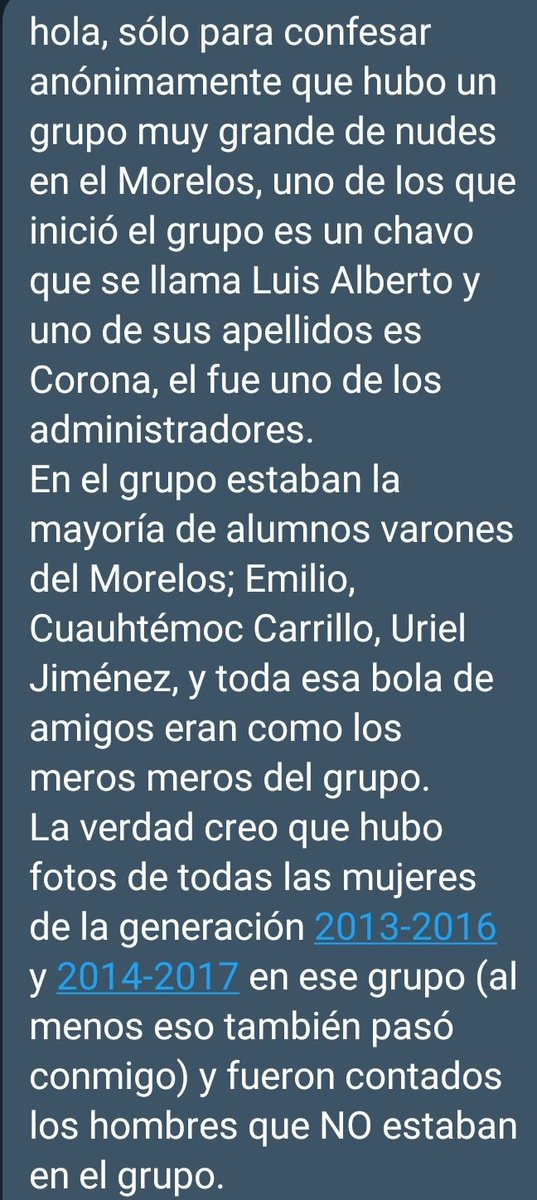 hola, sólo para confesar
anónimamente que hubo un
grupo muy grande de nudes
en el Morelos, uno de los que
inició el grupo es un chavo
que se llama Luis Alberto y
uno de sus apellidos es
Corona, el fue uno de los
administradores.
En el grupo estaban la
mayoría de alumnos varones
del Morelos; Emilio,
Cuauhtémoc Carrillo, Uriel
Jiménez, y toda esa bola de
amigos eran como los
meros meros del grupo.
La verdad creo que hubo
fotos de todas las mujeres
de la generación 2013-2016
y 2014-2017 en ese grupo (al
menos eso también pasó
conmigo) y fueron contados
los hombres que NO estaban
en el grupo.